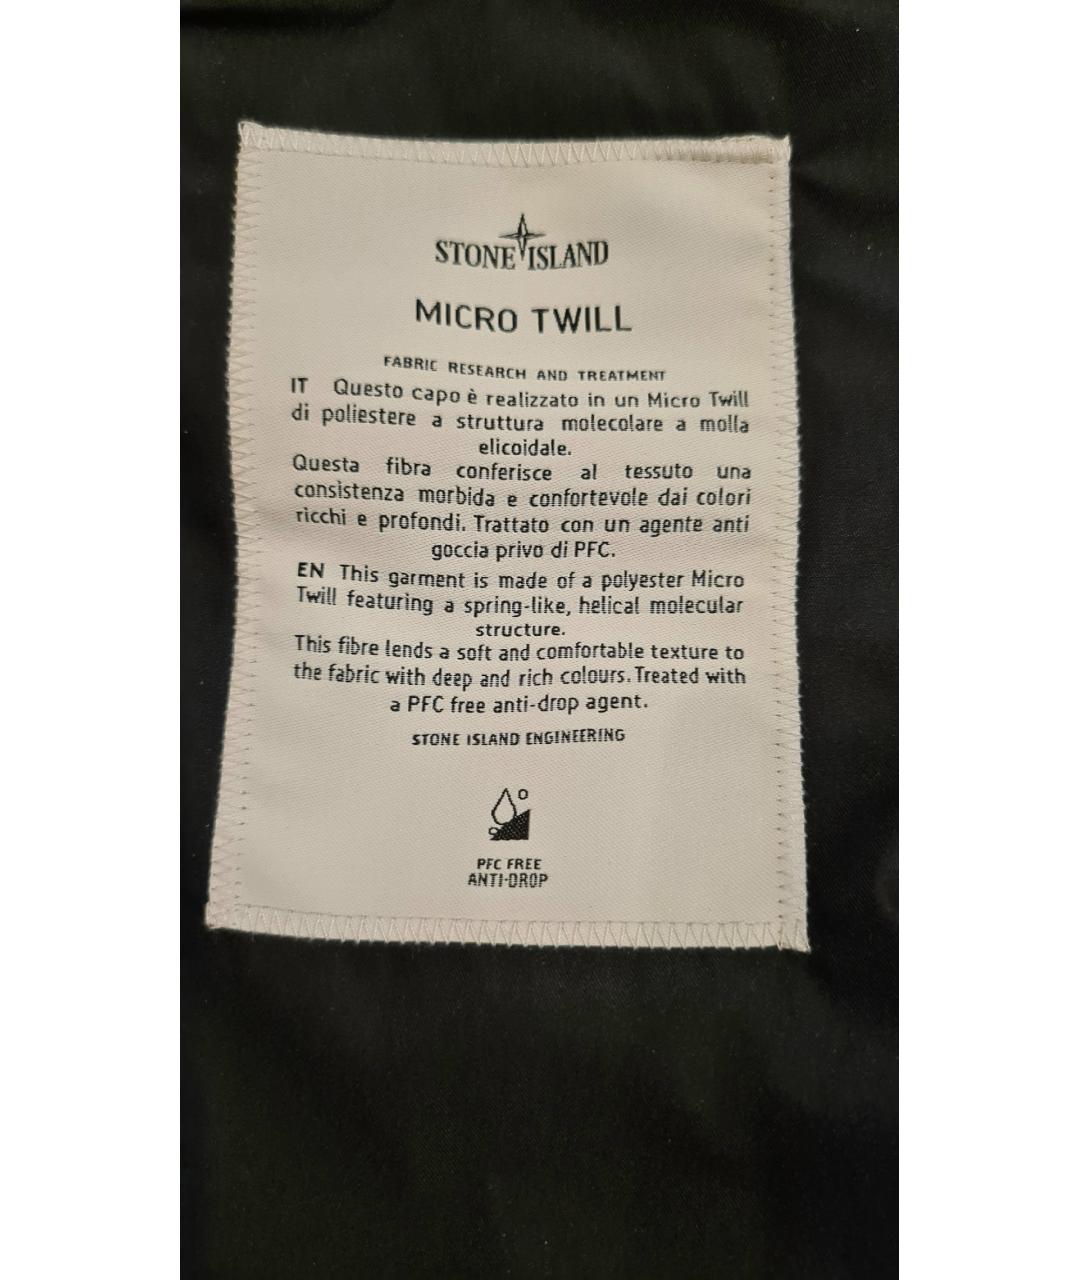 STONE ISLAND
MICRO TWILL
FABRIC RESEARCH AND TREATMENT
IT Questo capo è realizzato in un Micro Twill
di poliestere a struttura molecolare a molla
elicoidale.
Questa fibra conferisce al tessuto una
consistenza morbida e confortevole dai colori
ricchi e profondi. Trattato con un agente anti
goccia privo di PFC.
EN This garment is made of a polyester Micro
Twill featuring a spring-like, helical molecular
structure.
This fibre lends a soft and comfortable texture to
the fabric with deep and rich colours. Treated with
a PFC free anti-drop agent.
STONE ISLAND ENGINEERING
PFC FREE
ANTI-DROP